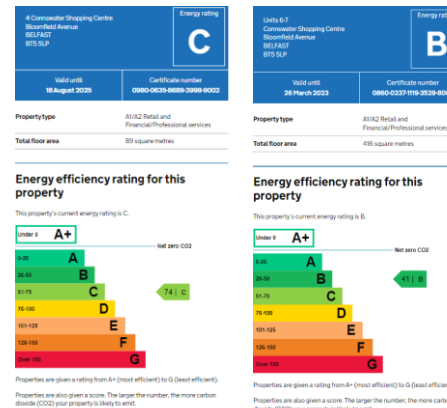 4 Connswater Shopping Centre
Bloomfield Avenue
BELFAST
BT5 5LP
Energy rating
C
Valid until
18 August 2025
Certificate number
0980-0635-8689-3998-9002
Property type
A1/A2 Retail and
Financial/Professional services
Total floor area
89 square metres
Energy efficiency rating for this
property
This property's current energy rating is C.
Under 0 A+
Net zero CO2
0-25 A
26-50 B
51-75 C
74 | C
76-100 D
101-125 E
126-150 F
Over 150 G
Properties are given a rating from A+ (most efficient) to G (least efficient).
Properties are also given a score. The larger the number, the more carbon
dioxide (CO2) your property is likely to emit.
Units 6-7
Connswater Shopping Centre
Bloomfield Avenue
BELFAST
BT5 5LP
Energy
B
Valid until
26 March 2023
Certificate number
0860-0237-1119-3529-80
Property type
A1/A2 Retail and
Financial/Professional services
Total floor area
416 square metres
Energy efficiency rating for this
property
This property's current energy rating is B.
Under 0 A+
Net zero CO2
0-25 A
26-50 B
41 | B
51-75 C
76-100 D
101-125 E
126-150 F
Over 150 G
Properties are given a rating from A+ (most efficient) to G (least efficient
Properties are also given a score. The larger the number, the more carbon